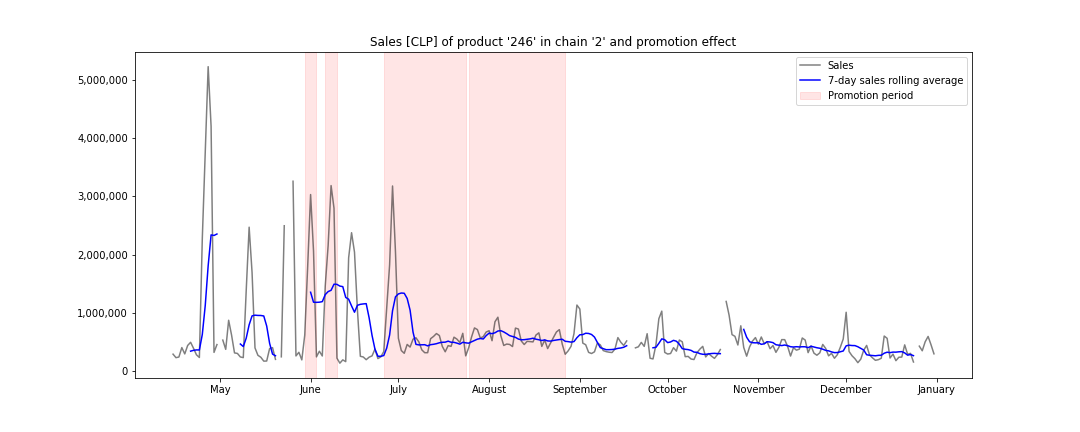 Sales [CLP] of product '246' in chain '2' and promotion effect
Sales
7-day sales rolling average
Promotion period
5,000,000
4,000,000
3,000,000
2,000,000
1,000,000
0
May June July August September October November December January